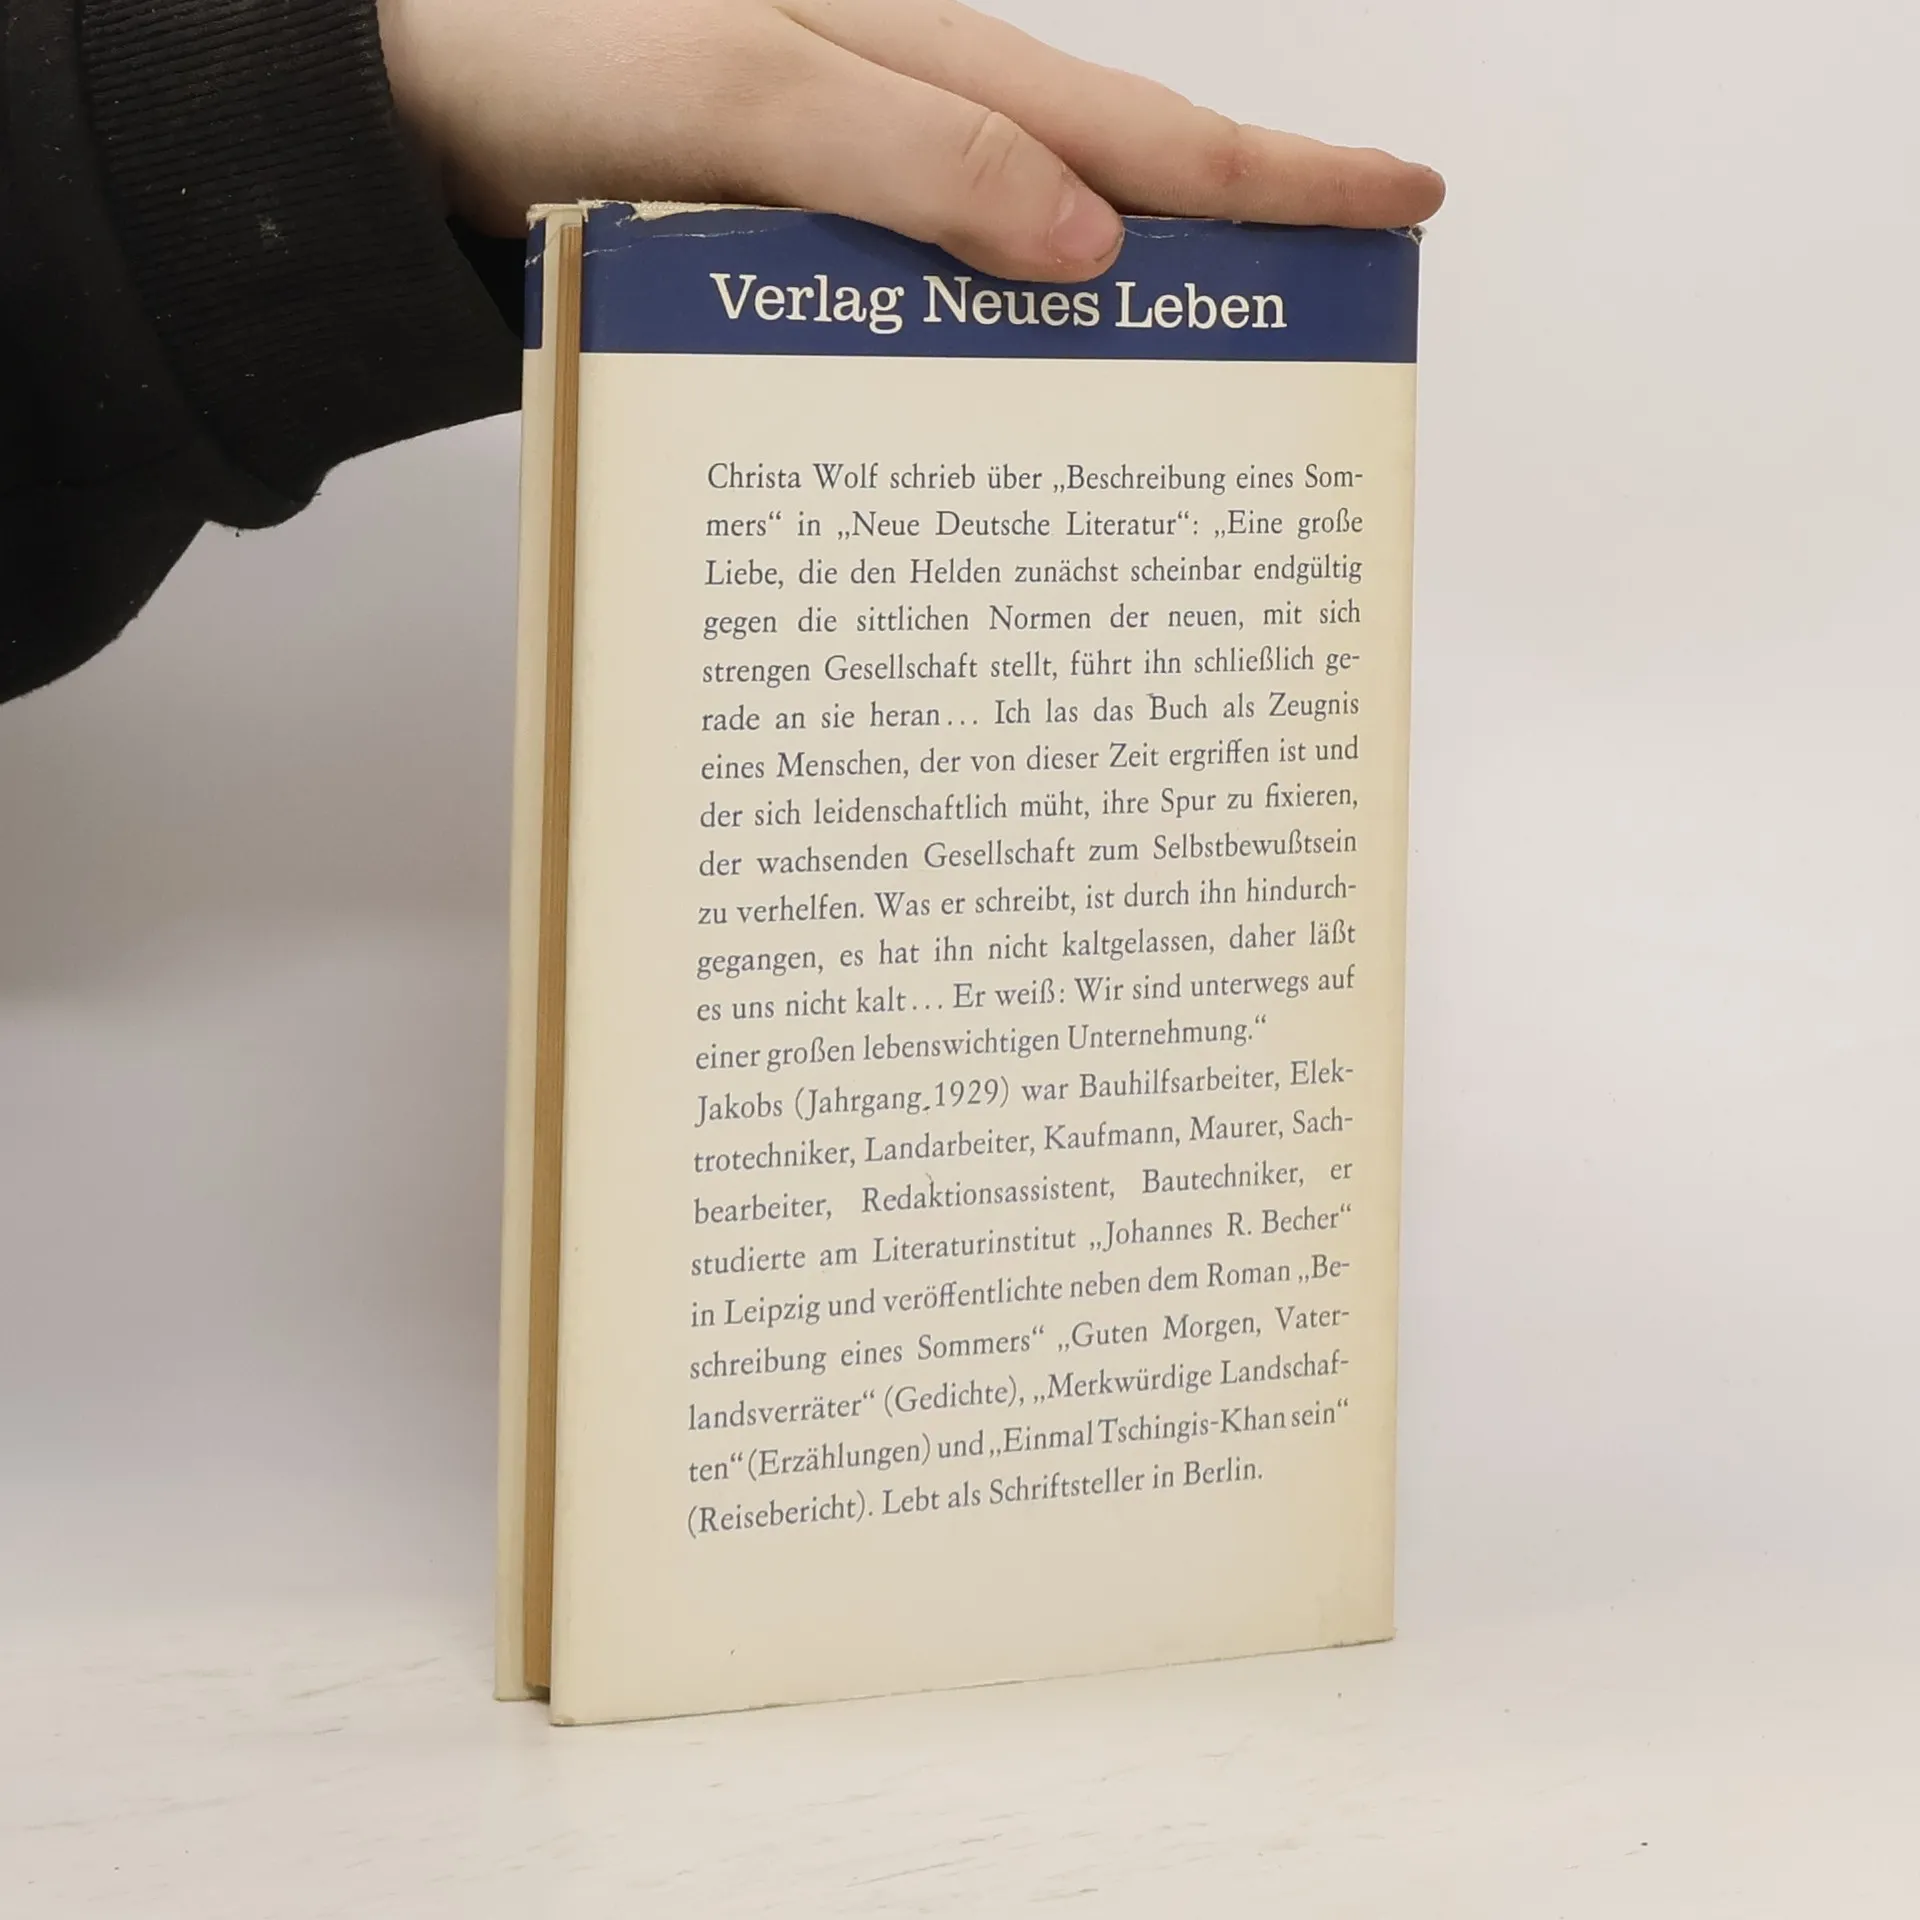 Verlag Neues Leben
Christa Wolf schrieb über „Beschreibung eines Som-
mers“ in „Neue Deutsche Literatur“: „Eine große
Liebe, die den Helden zunächst scheinbar endgültig
gegen die sittlichen Normen der neuen, mit sich
strengen Gesellschaft stellt, führt ihn schließlich ge-
rade an sie heran... Ich las das Buch als Zeugnis
eines Menschen, der von dieser Zeit ergriffen ist und
der sich leidenschaftlich müht, ihre Spur zu fixieren,
der wachsenden Gesellschaft zum Selbstbewußtsein
zu verhelfen. Was er schreibt, ist durch ihn hindurch-
gegangen, es hat ihn nicht kaltgelassen, daher läßt
es uns nicht kalt... Er weiß: Wir sind unterwegs auf
einer großen lebenswichtigen Unternehmung.“
Jakobs (Jahrgang 1929) war Bauhilfsarbeiter, Elek-
trotechniker, Landarbeiter, Kaufmann, Maurer, Sach-
bearbeiter, Redaktionsassistent, Bautechniker, er
studierte am Literaturinstitut „Johannes R. Becher“
in Leipzig und veröffentlichte neben dem Roman „Be-
schreibung eines Sommers“ „Guten Morgen, Vater-
landsverräter“ (Gedichte), „Merkwürdige Landschaf-
ten“ (Erzählungen) und „Einmal Tschingis-Khan sein“
(Reisebericht). Lebt als Schriftsteller in Berlin.